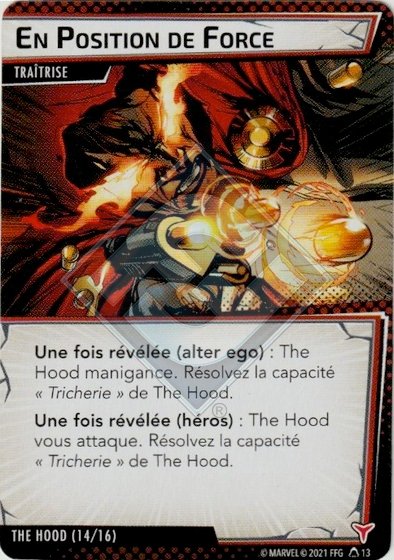 En Position de Force
TRAÎTRISE
Une fois révélée (alter ego) : The
Hood manigance. Résolvez la capacité
« Tricherie » de The Hood.
Une fois révélée (héros) : The Hood
vous attaque. Résolvez la capacité
« Tricherie » de The Hood.
®
THE HOOD (14/16)
© MARVEL © 2021 FFG 13